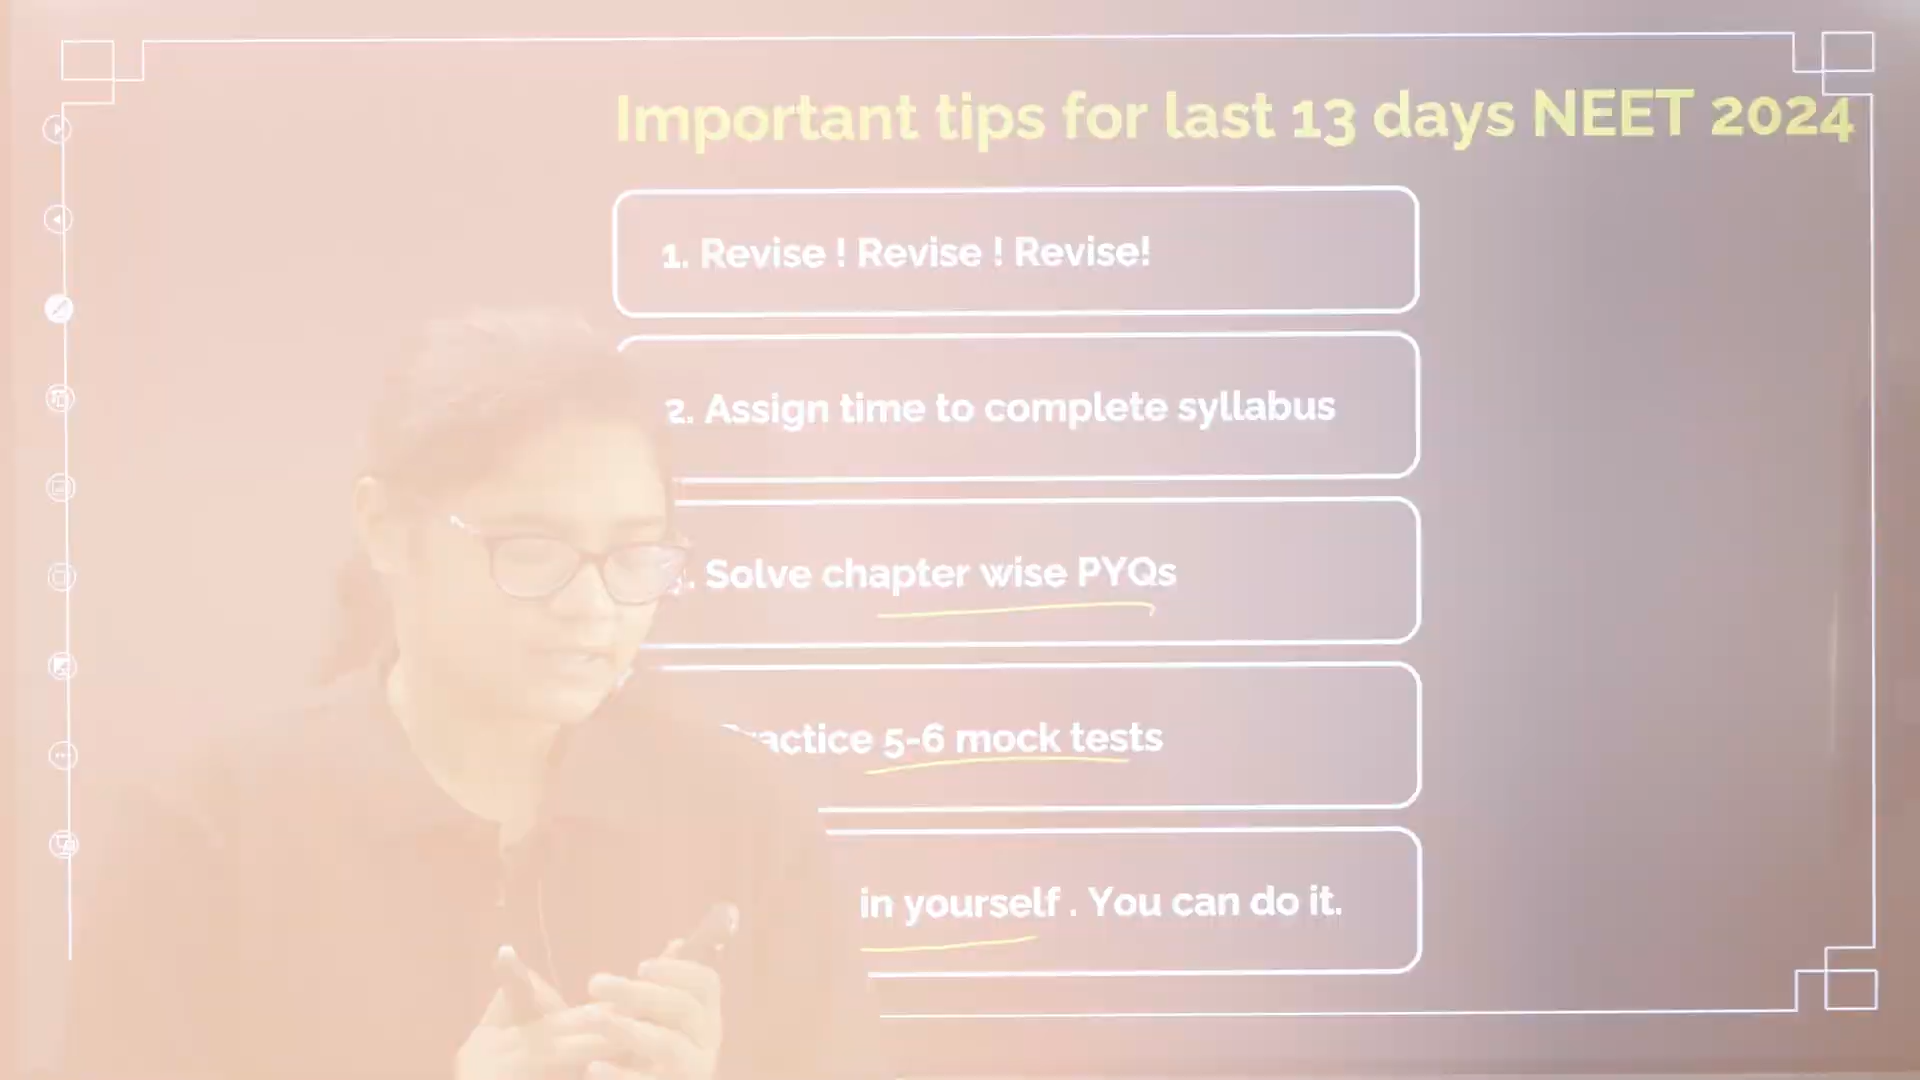 Important tips for last 13 days NEET 2024
1. Revise ! Revise ! Revise!
2. Assign time to complete syllabus
. Solve chapter wise PYQs
5-6 mock tests
in yourself . You can do it.